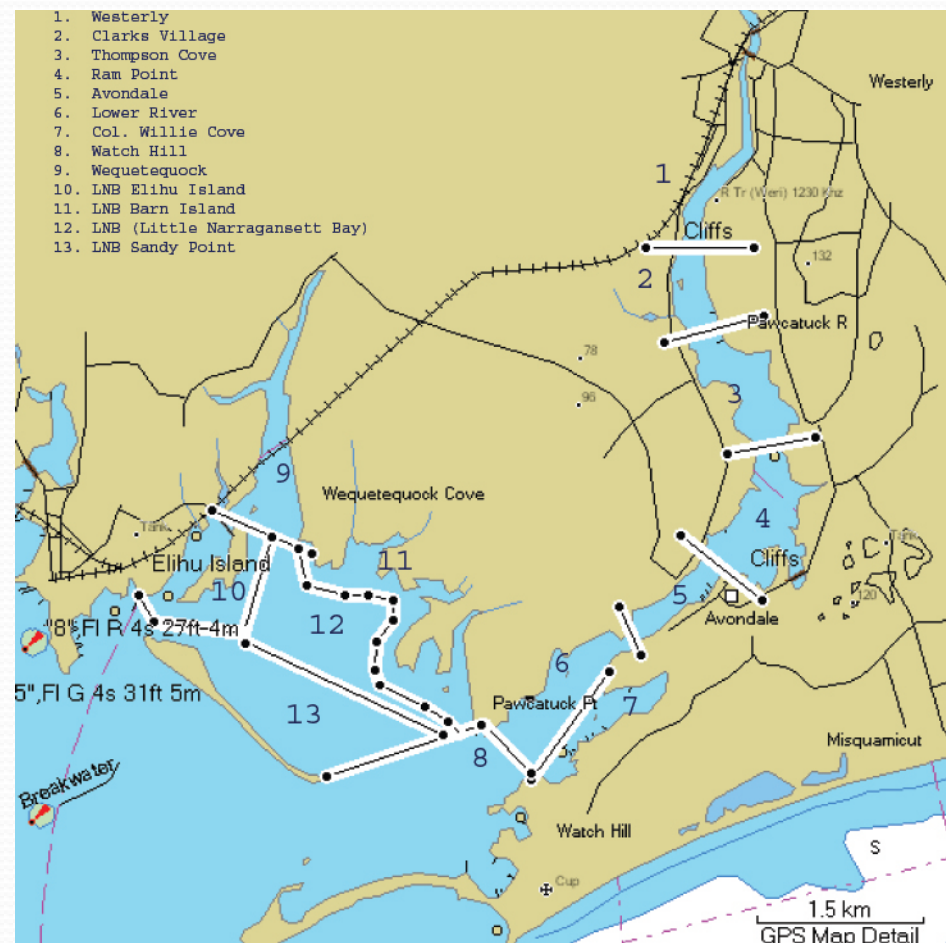 1. Westerly
2. Clarks Village
3. Thompson Cove
4. Ram Point
5. Avondale
6. Lower River
7. Col. Willie Cove
8. Watch Hill
9. Wequetequock
10. LNB Elihu Island
11. LNB Barn Island
12. LNB (Little Narragansett Bay)
13. LNB Sandy Point
Westerly
1
R Tr (Weri) 1230 Khz
Cliffs
132
2
Pawcatuck R
78
3
96
9
Wequetequock Cove
4
Tank
Tank
11
Elihu Island
Cliffs
10
5
120
12
Avondale
"8",Fl R 4s 27ft 4m
6
5",Fl G 4s 31ft 5m
Pawcatuck Pt
7
13
8
Misquamicut
Breakwater
Watch Hill
S
Cup
1.5 km
GPS Map Detail